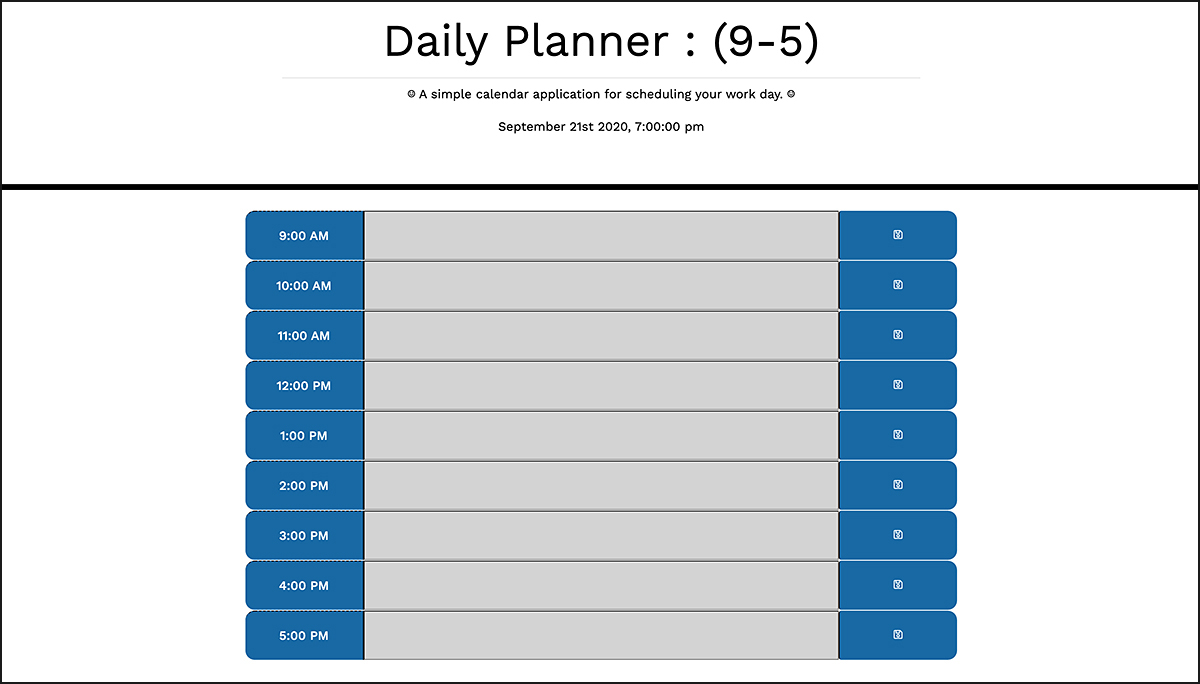 Daily Planner : (9-5)
☺ A simple calendar application for scheduling your work day. ☺
September 21st 2020, 7:00:00 pm
9:00 AM
10:00 AM
11:00 AM
12:00 PM
1:00 PM
2:00 PM
3:00 PM
4:00 PM
5:00 PM